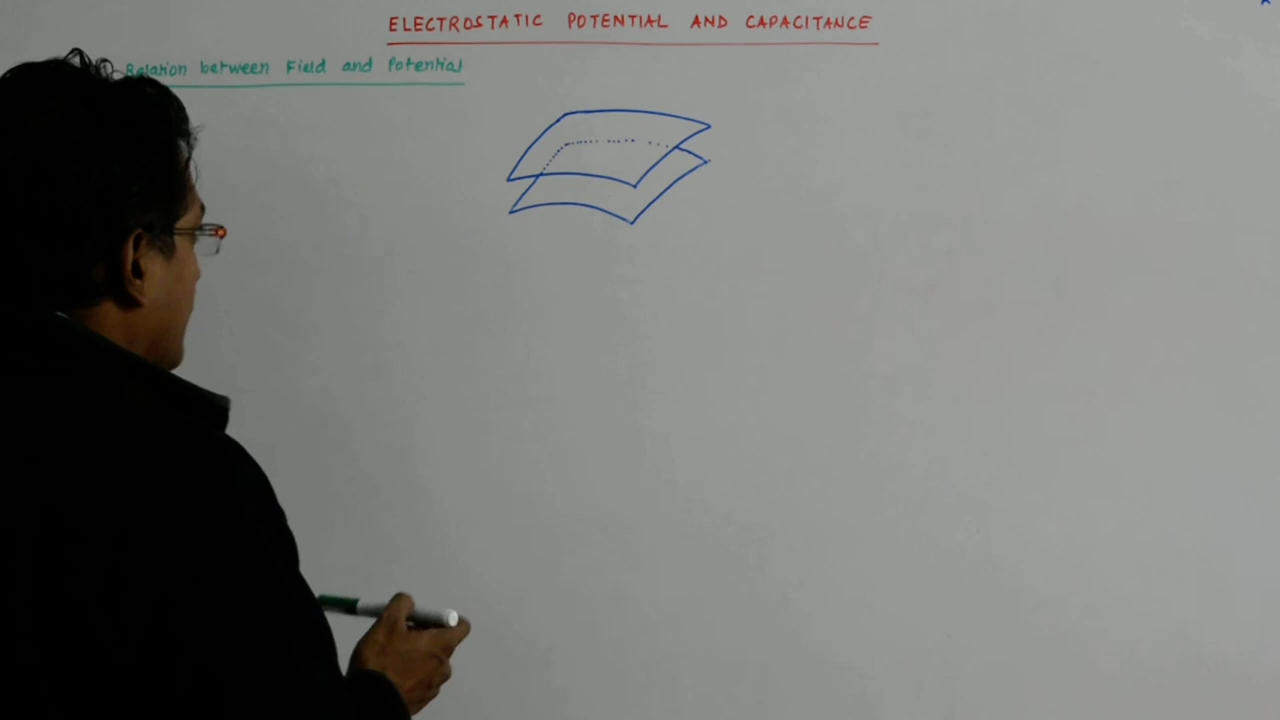 ELECTROSTATIC POTENTIAL AND CAPACITANCE
Relation between Field and Potential